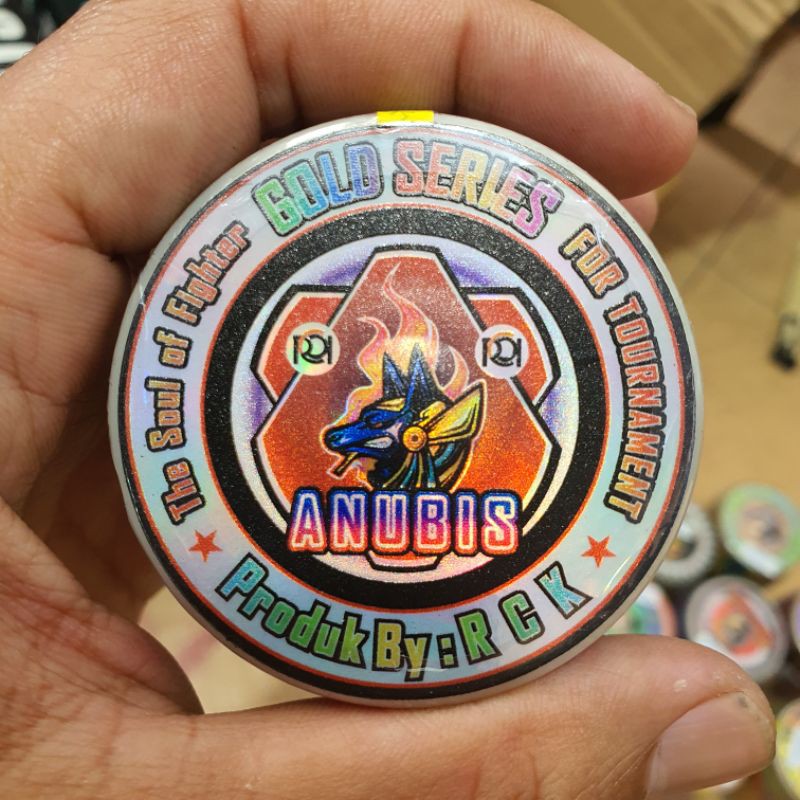 GOLD SERIES
The Soul of Fighter
FOR TOURNAMENT
ANUBIS
Produk By : R C K